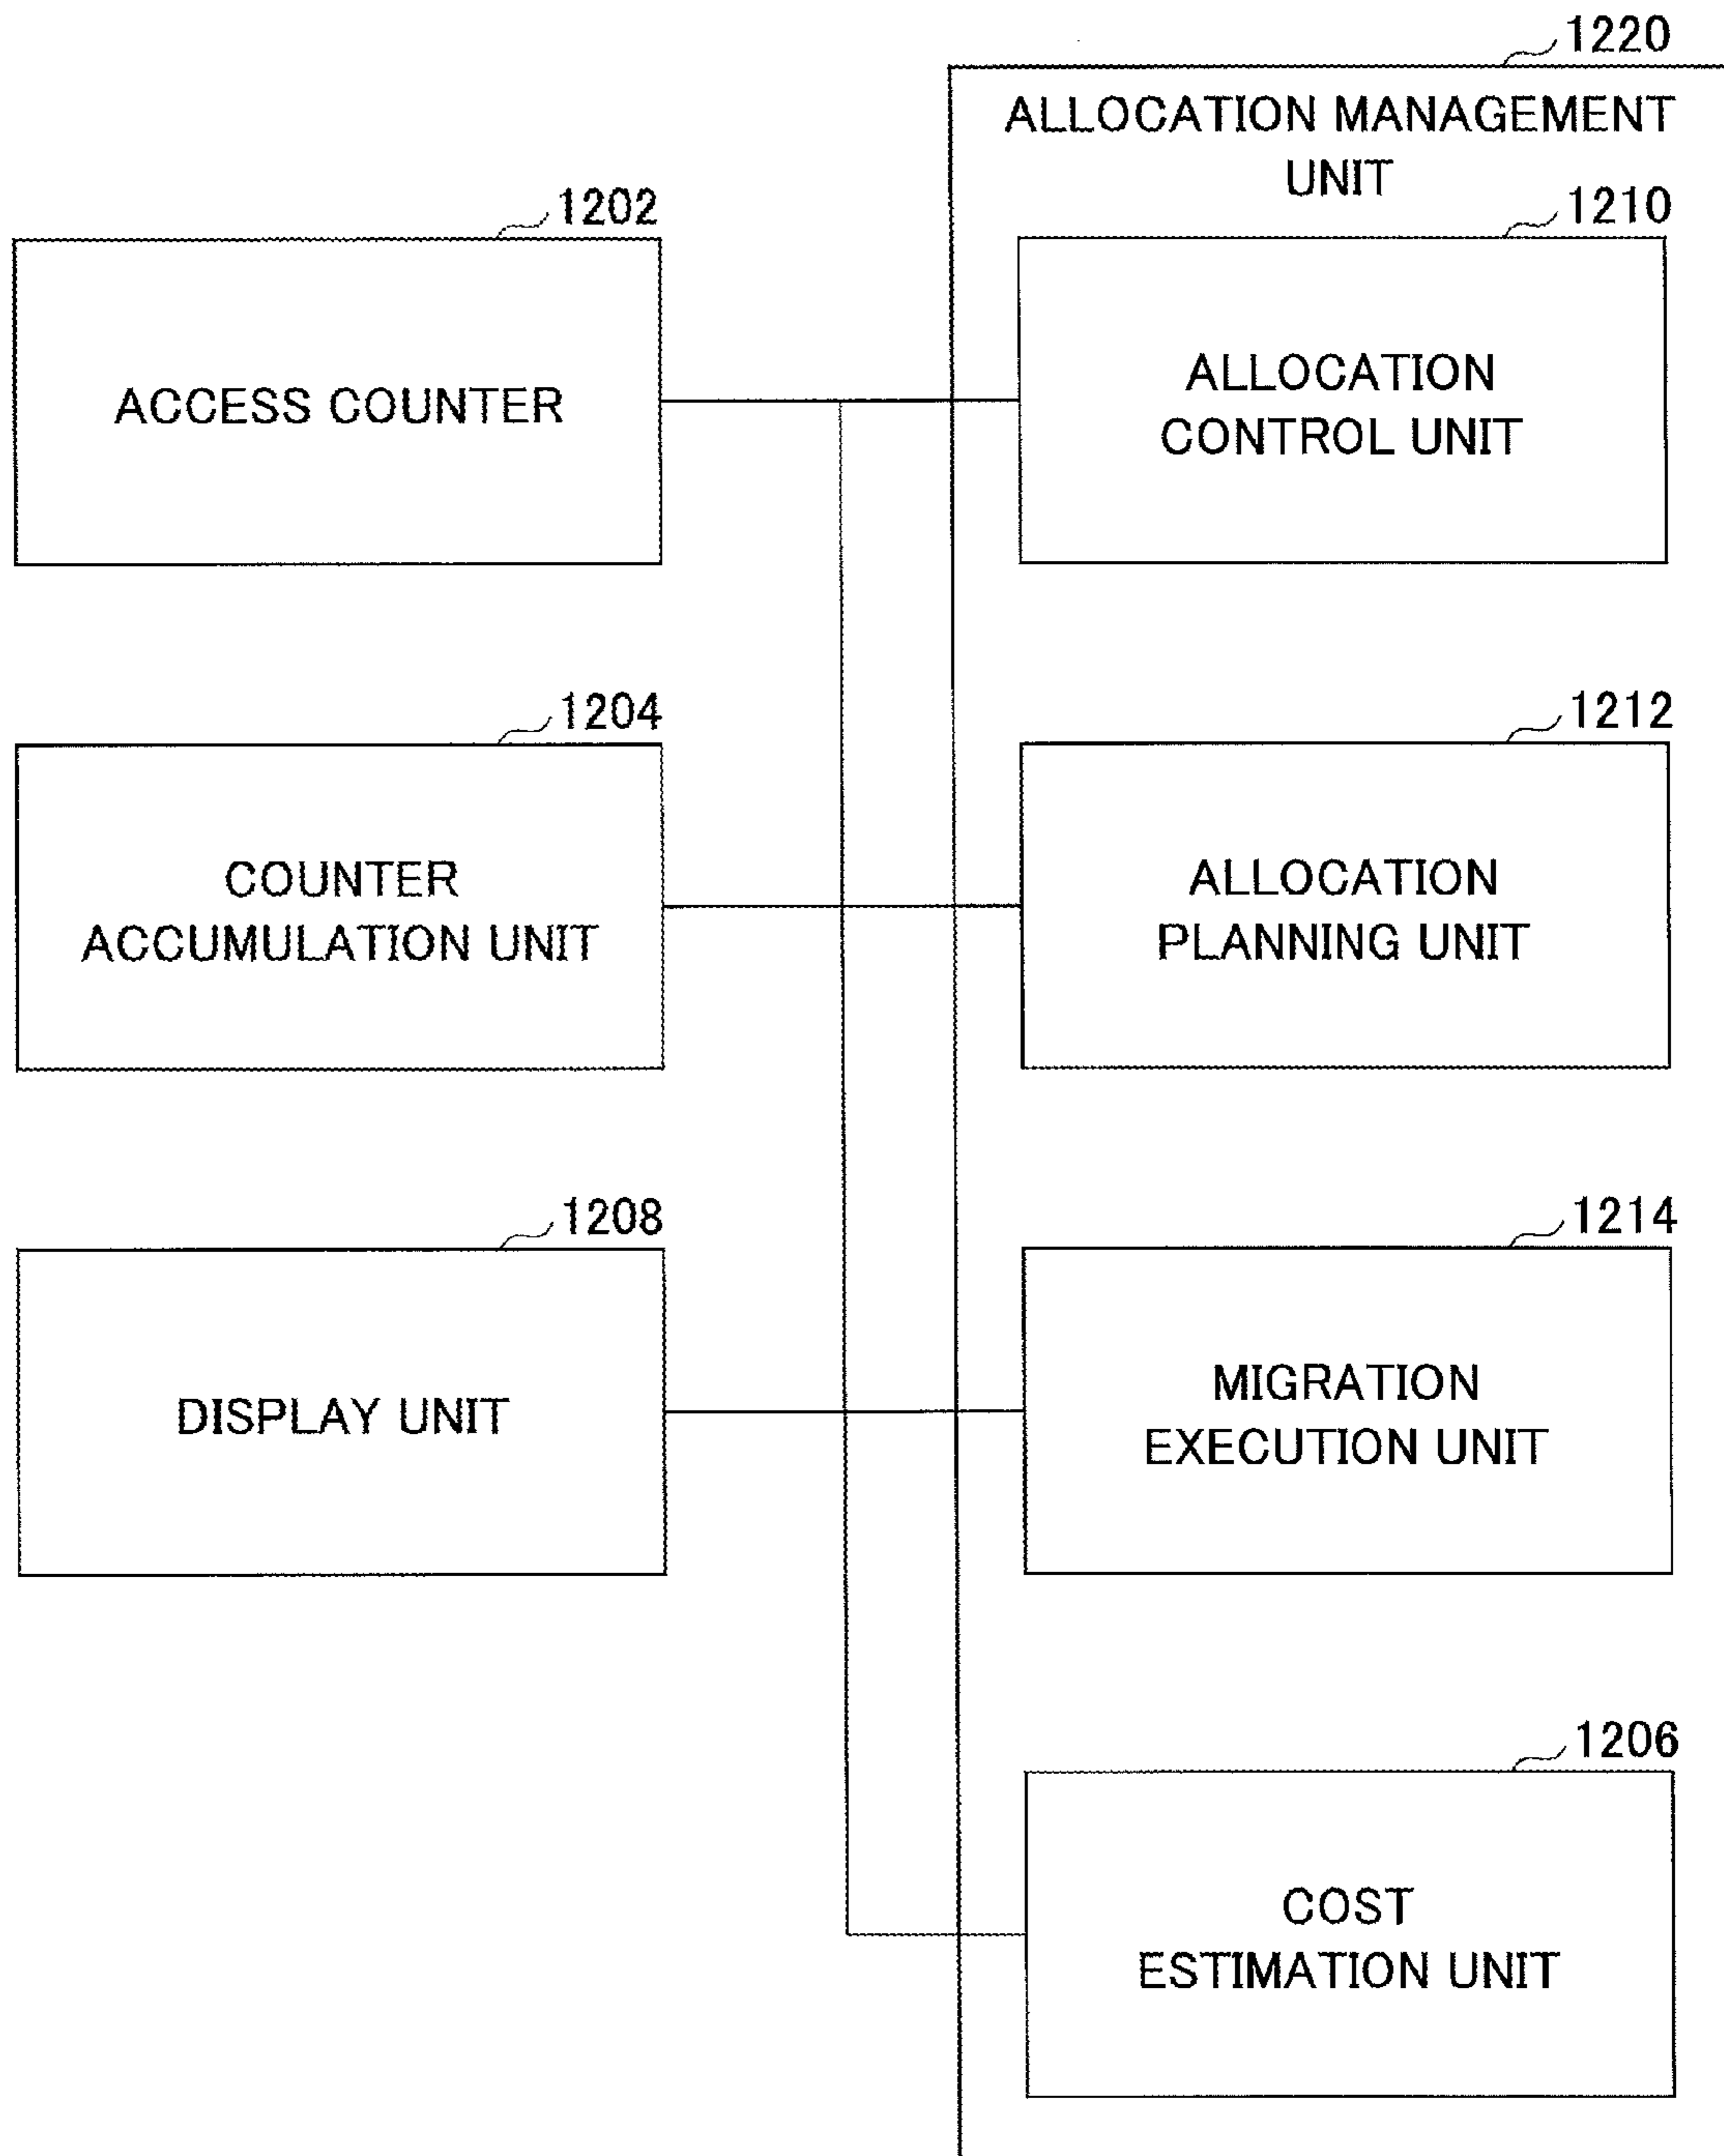 1220
ALLOCATION MANAGEMENT
UNIT
1202
ACCESS COUNTER
1210
ALLOCATION
CONTROL UNIT
1204
COUNTER
ACCUMULATION UNIT
1212
ALLOCATION
PLANNING UNIT
1208
DISPLAY UNIT
1214
MIGRATION
EXECUTION UNIT
1206
COST
ESTIMATION UNIT